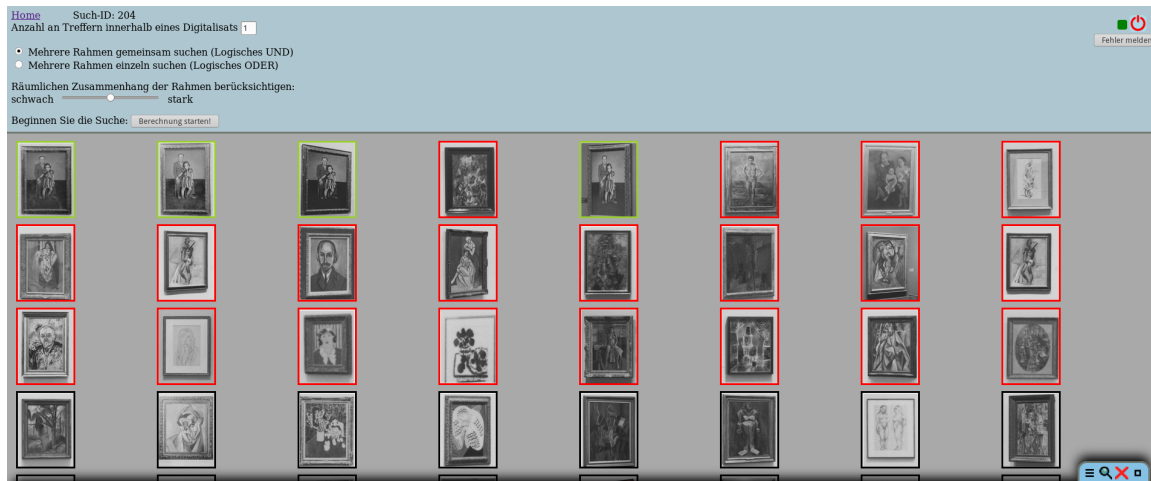 Home Such-ID: 204
Anzahl an Treffern innerhalb eines Digitalisats 1
Fehler melden
Mehrere Rahmen gemeinsam suchen (Logisches UND)
Mehrere Rahmen einzeln suchen (Logisches ODER)
Räumlichen Zusammenhang der Rahmen berücksichtigen:
schwach stark
Beginnen Sie die Suche: Berechnung starten!